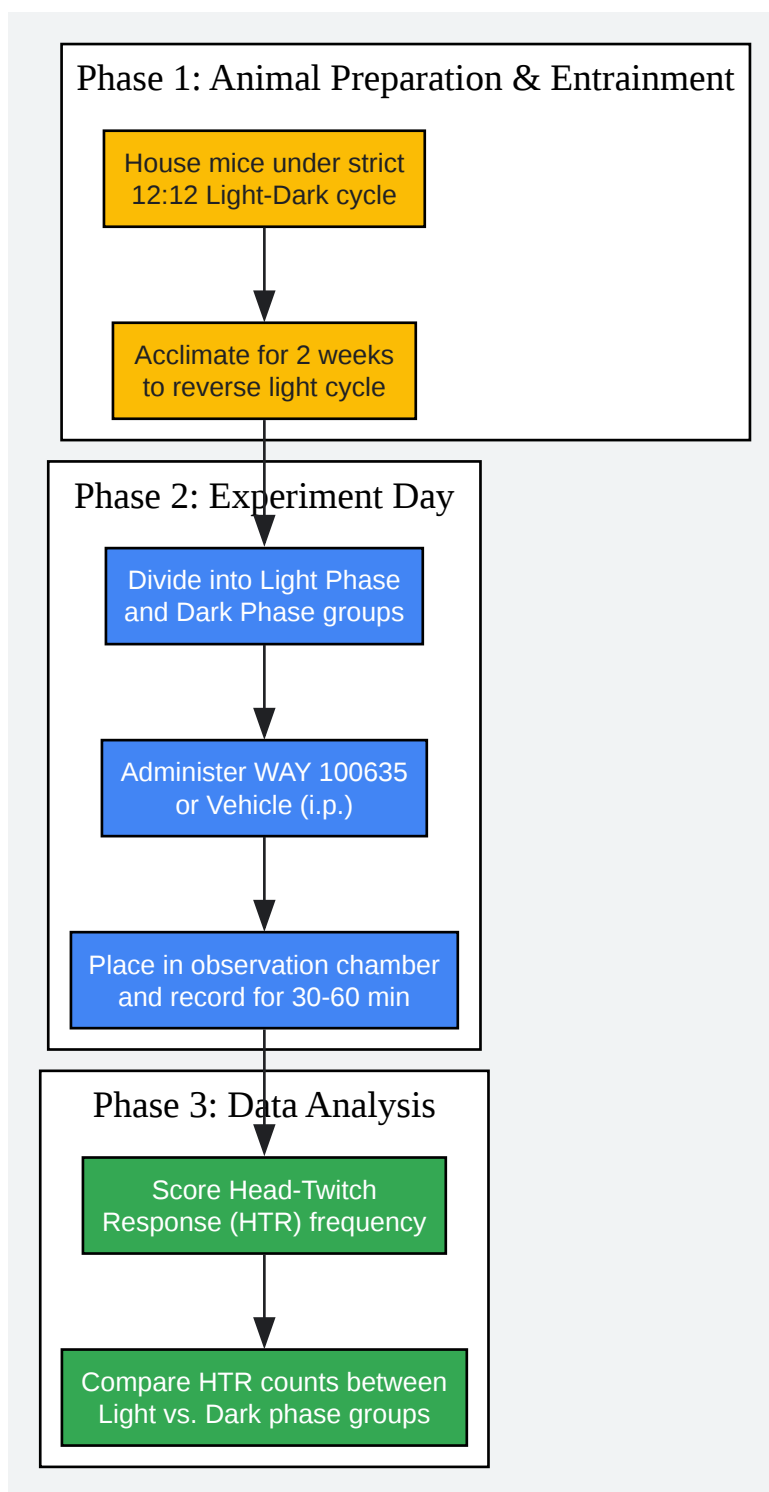 Phase 1: Animal Preparation & Entrainment
House mice under strict
12:12 Light-Dark cycle
Acclimate for 2 weeks
to reverse light cycle
Phase 2: Experiment Day
Divide into Light Phase
and Dark Phase groups
Administer WAY 100635
or Vehicle (i.p.)
Place in observation chamber
and record for 30-60 min
Phase 3: Data Analysis
Score Head-Twitch
Response (HTR) frequency
Compare HTR counts between
Light vs. Dark phase groups